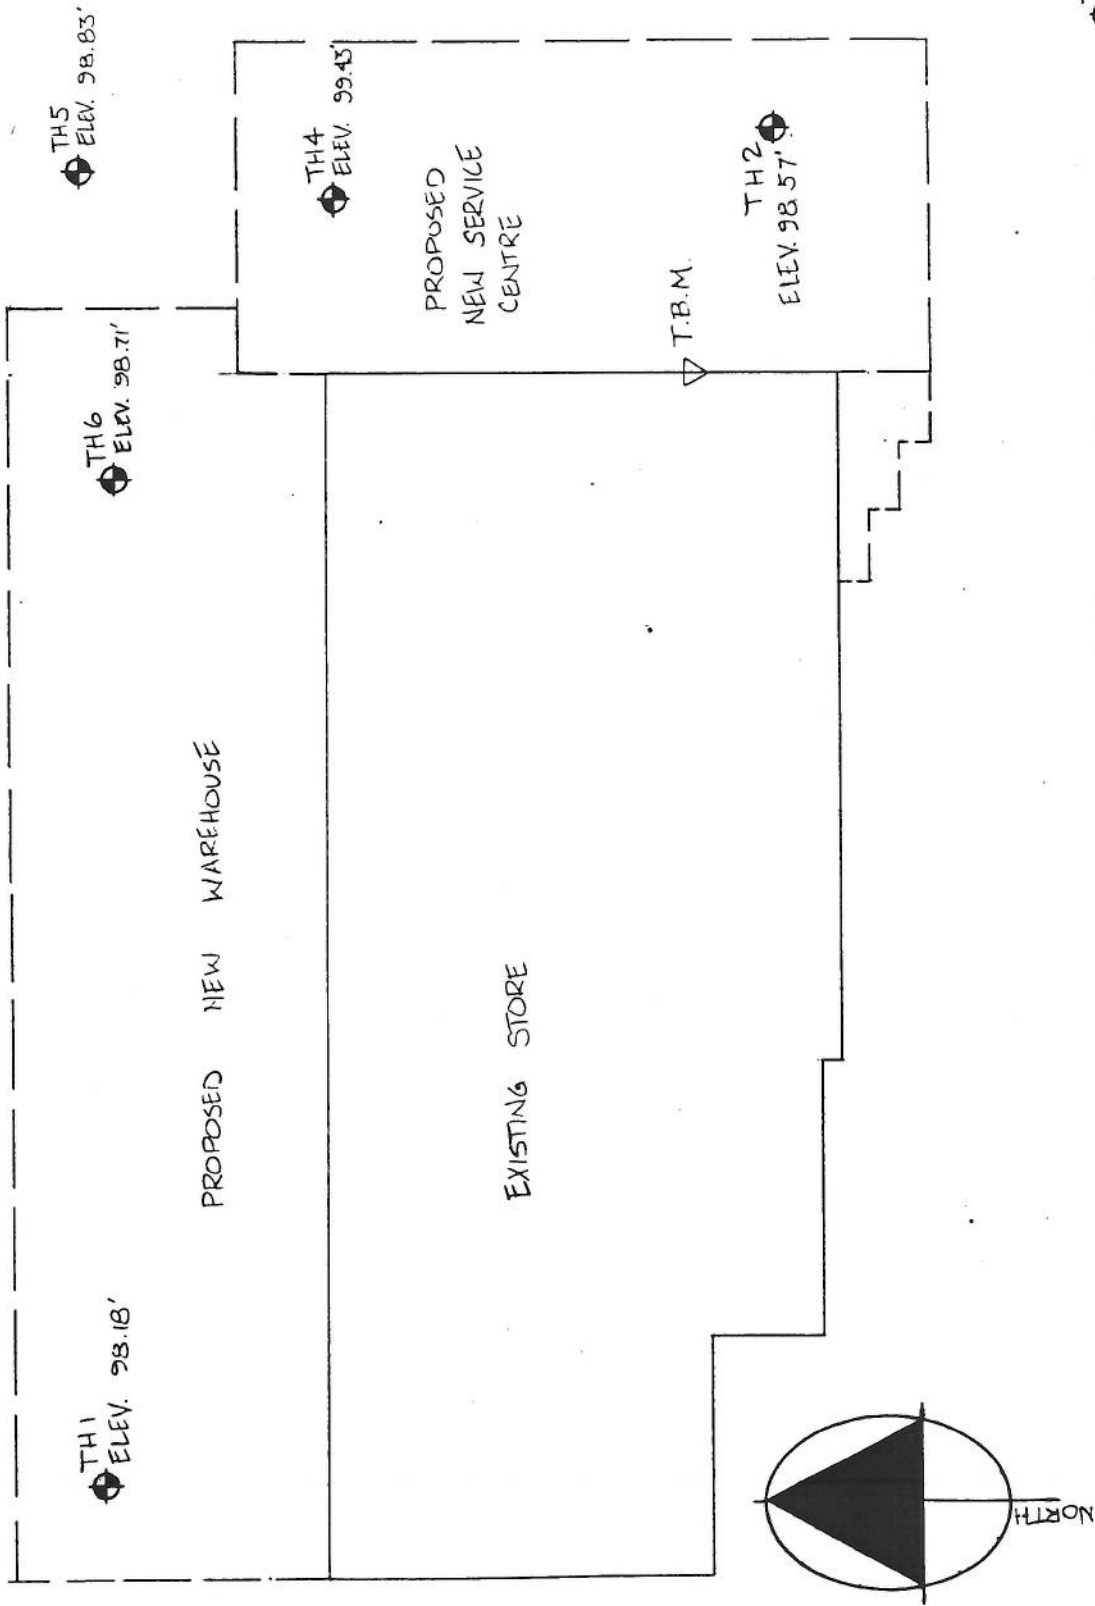 TH5
ELEV. 98.83'
TH4
ELEV. 99.43'
PROPOSED
NEW SERVICE
CENTRE
TH2
ELEV. 98.57'
T.B.M.
TH6
ELEV. 98.71'
PROPOSED NEW WAREHOUSE
EXISTING STORE
TH1
ELEV. 98.18'
NORTH